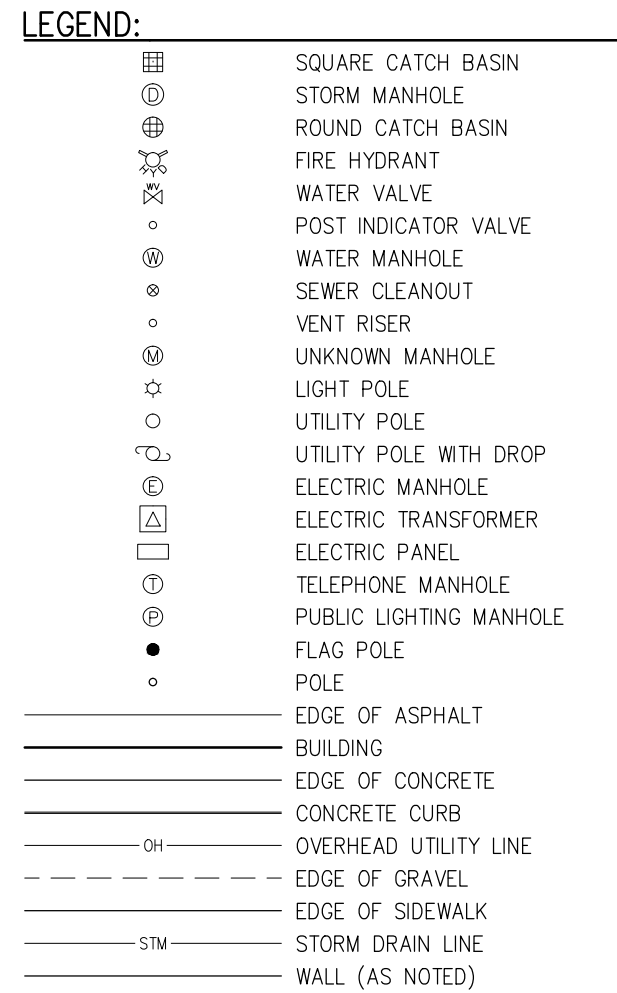 LEGEND:
SQUARE CATCH BASIN
D STORM MANHOLE
ROUND CATCH BASIN
FIRE HYDRANT
WV WATER VALVE
POST INDICATOR VALVE
W WATER MANHOLE
SEWER CLEANOUT
VENT RISER
M UNKNOWN MANHOLE
LIGHT POLE
UTILITY POLE
UTILITY POLE WITH DROP
E ELECTRIC MANHOLE
ELECTRIC TRANSFORMER
ELECTRIC PANEL
T TELEPHONE MANHOLE
P PUBLIC LIGHTING MANHOLE
FLAG POLE
POLE
EDGE OF ASPHALT
BUILDING
EDGE OF CONCRETE
CONCRETE CURB
OH OVERHEAD UTILITY LINE
EDGE OF GRAVEL
EDGE OF SIDEWALK
STM STORM DRAIN LINE
WALL (AS NOTED)